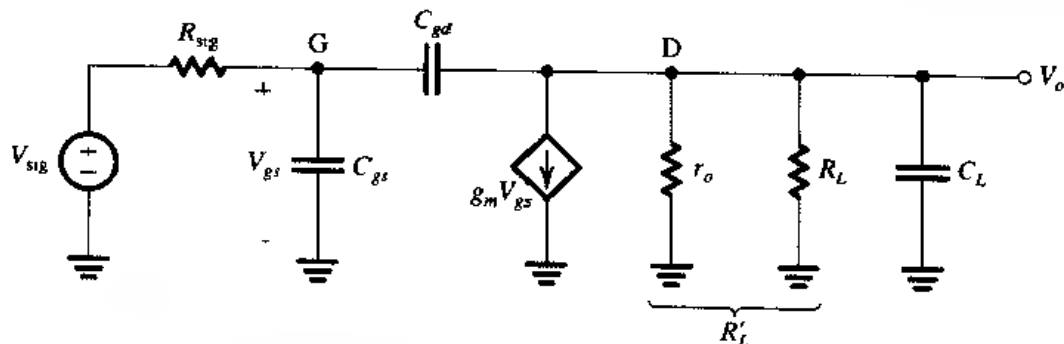 R_sig
G
C_gd
D
V_o
V_sig
+
−
+
V_gs
-
C_gs
g_m V_gs
r_o
R_L
C_L
R'_L